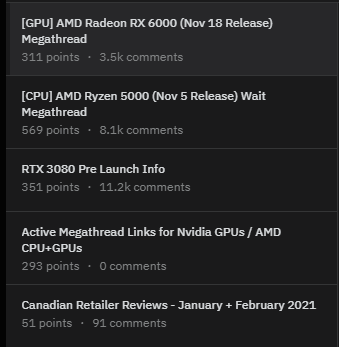 [GPU] AMD Radeon RX 6000 (Nov 18 Release)
Megathread
311 points · 3.5k comments
[CPU] AMD Ryzen 5000 (Nov 5 Release) Wait
Megathread
569 points · 8.1k comments
RTX 3080 Pre Launch Info
351 points · 11.2k comments
Active Megathread Links for Nvidia GPUs / AMD
CPU+GPUs
293 points · 0 comments
Canadian Retailer Reviews - January + February 2021
51 points · 91 comments